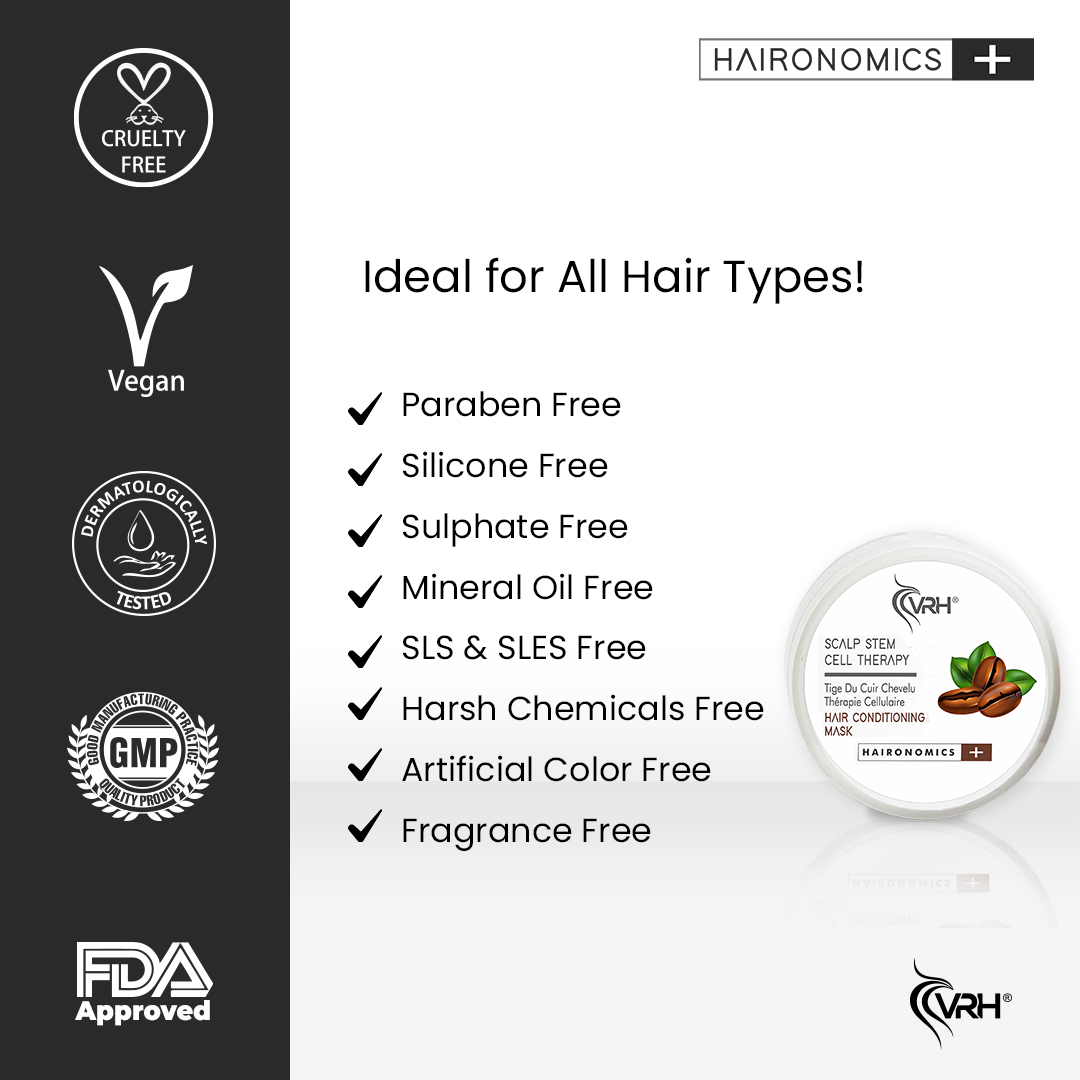 CRUELTY
FREE
Vegan
DERMATOLOGICALLY
TESTED
GOOD MANUFACTURING PRACTICE
GMP
QUALITY PRODUCT
FDA
Approved
HAIRONOMICS +
Ideal for All Hair Types!
Paraben Free
Silicone Free
Sulphate Free
Mineral Oil Free
SLS & SLES Free
Harsh Chemicals Free
Artificial Color Free
Fragrance Free
VRH®
SCALP STEM
CELL THERAPY
Tige Du Cuir Chevelu
Thérapie Cellulaire
HAIR CONDITIONING
MASK
HAIRONOMICS +
VRH®